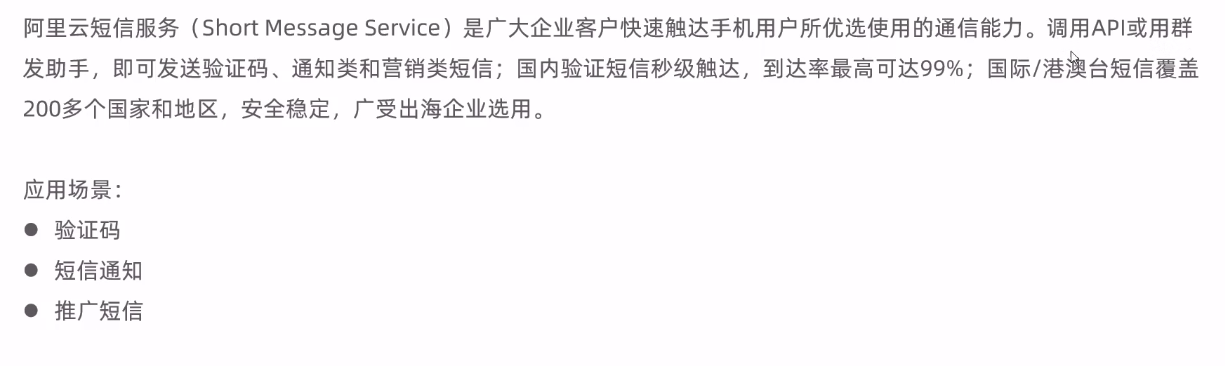 阿里云短信服务（Short Message Service）是广大企业客户快速触达手机用户所优选使用的通信能力。调用API或用群
发助手，即可发送验证码、通知类和营销类短信；国内验证短信秒级触达，到达率最高可达99%；国际/港澳台短信覆盖
200多个国家和地区，安全稳定，广受出海企业选用。
应用场景：
● 验证码
● 短信通知
● 推广短信